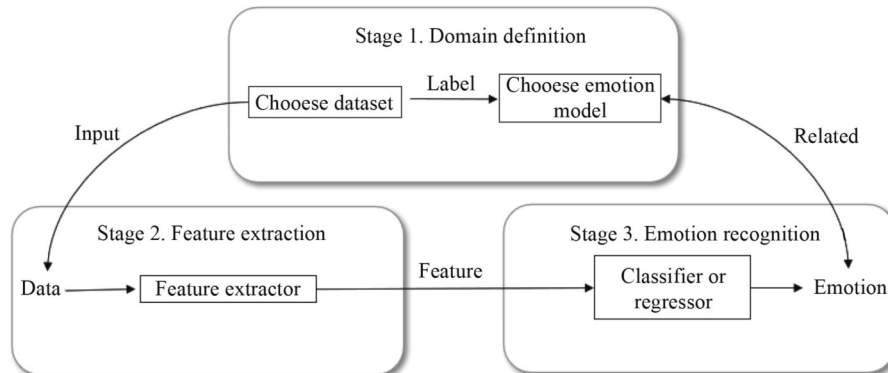 Stage 1. Domain definition
Label
Chooese dataset
Chooese emotion
model
Input
Related
Stage 2. Feature extraction
Stage 3. Emotion recognition
Feature
Data
Feature extractor
Classifier or
regressor
Emotion